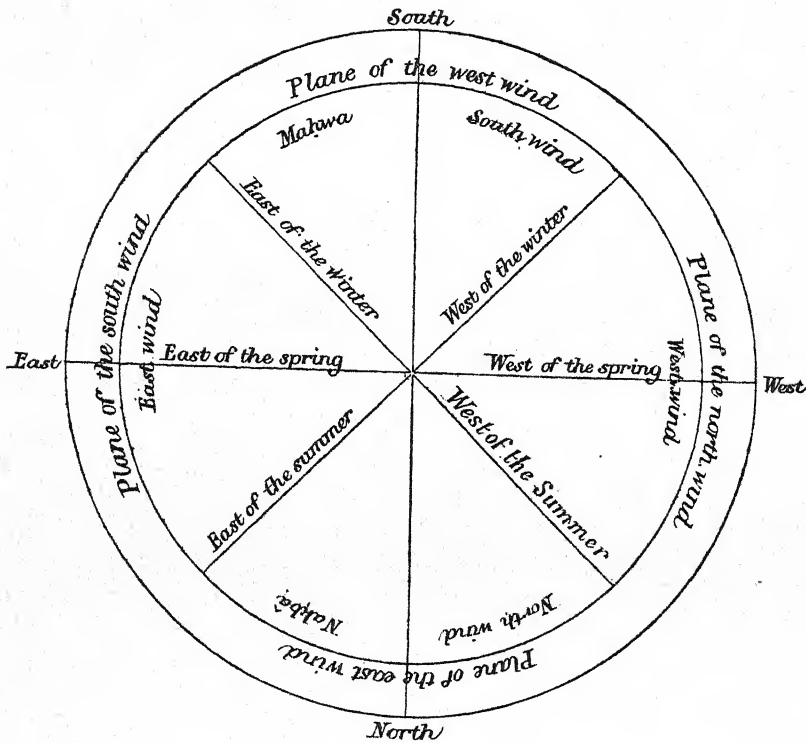 South
Plane of the west wind
Maḥwa
South wind
East of the Winter
West of the winter
Plane of the south wind
Plane of the north wind
East
East wind
East of the spring
West of the spring
West wind
West
East of the summer
West of the Summer
Nakbâ
North wind
Plane of the east wind
North